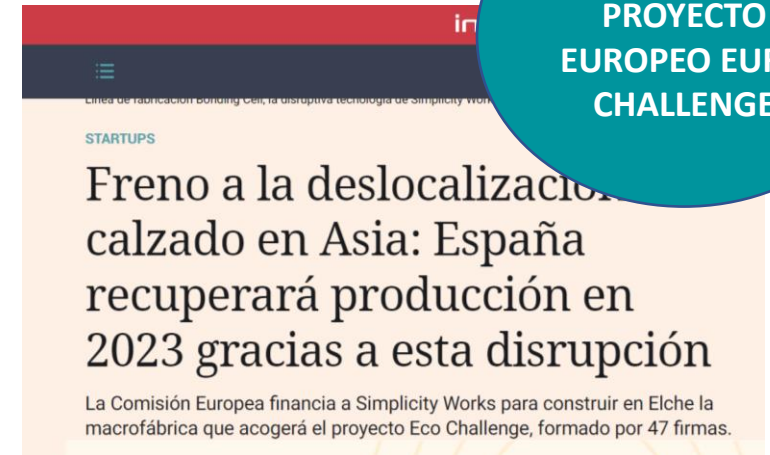 in
PROYECTO
EUROPEO EUR
CHALLENGE
Línea de fabricación Bonding Cell, la disruptiva tecnología de Simplicity
STARTUPS
Freno a la deslocalización
calzado en Asia: España
recuperará producción en
2023 gracias a esta disrupción
La Comisión Europea financia a Simplicity Works para construir en Elche la
macrofábrica que acogerá el proyecto Eco Challenge, formado por 47 firmas.